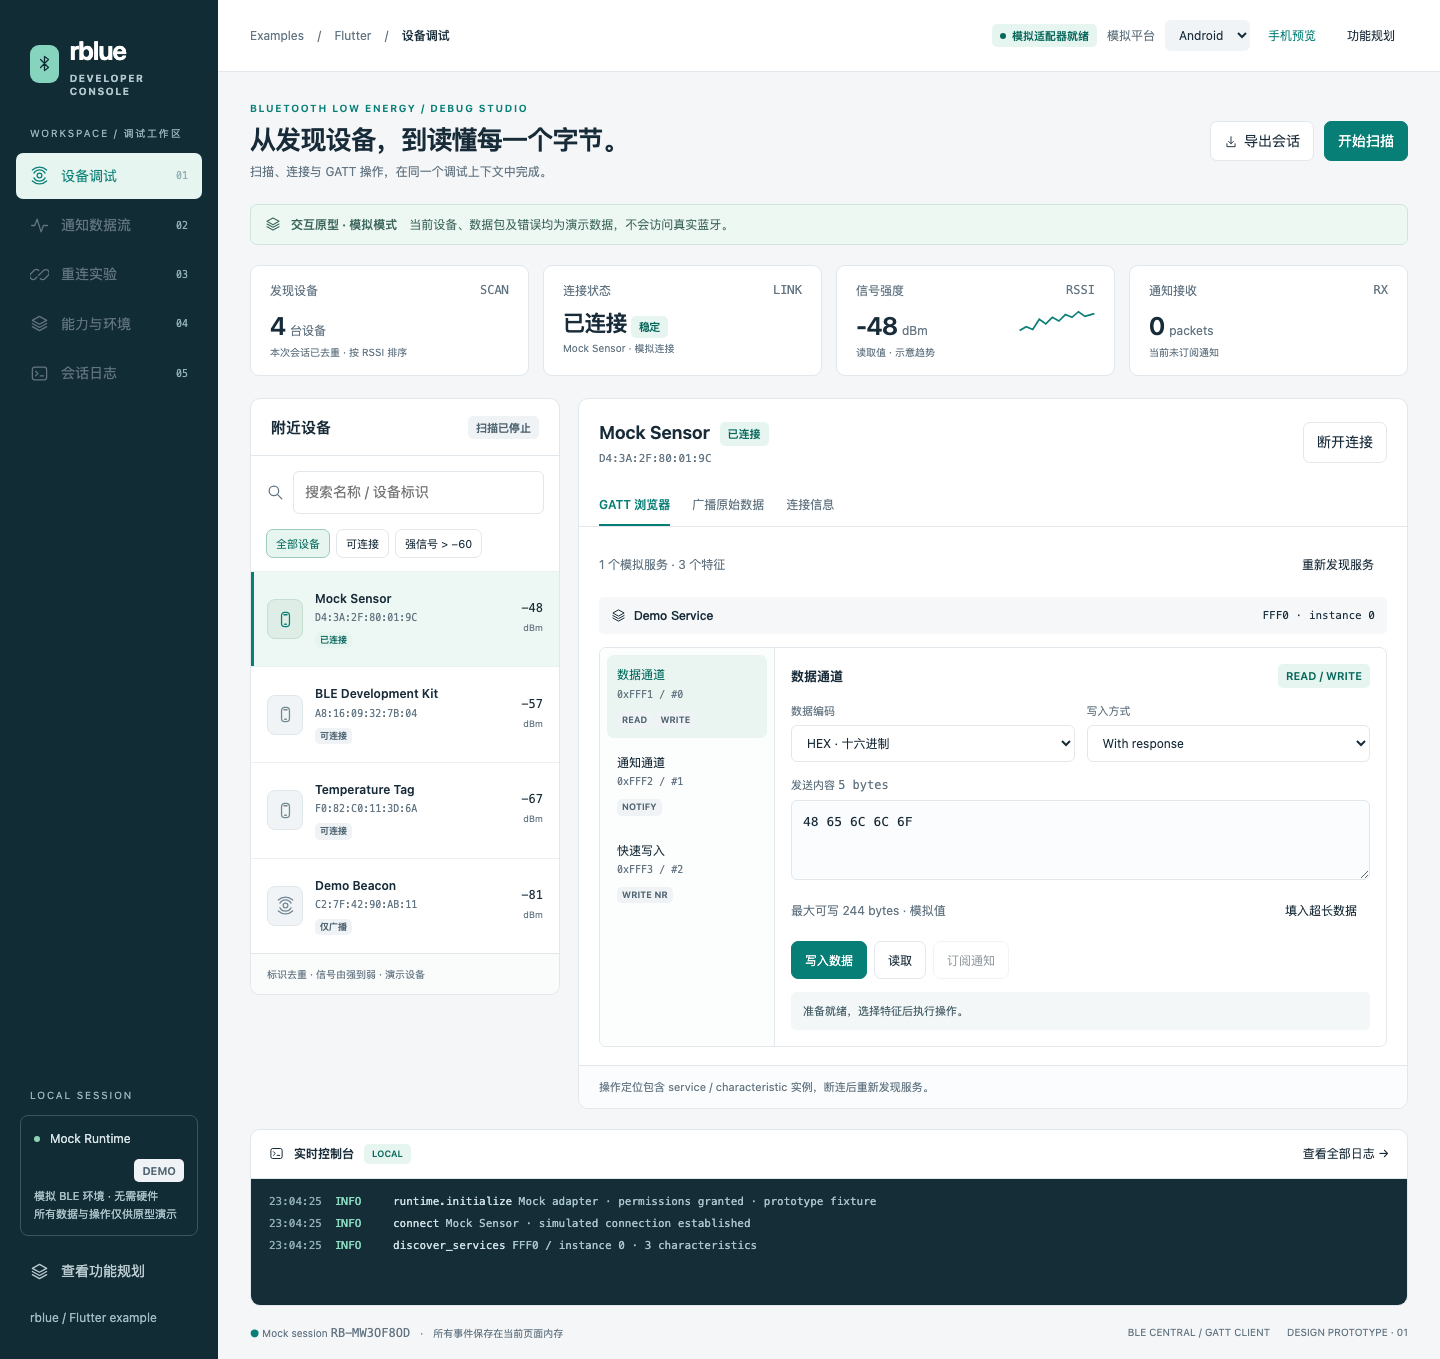 rblue
DEVELOPER
CONSOLE
WORKSPACE / 调试工作区
设备调试 01
通知数据流 02
重连实验 03
能力与环境 04
会话日志 05
LOCAL SESSION
Mock Runtime
DEMO
模拟 BLE 环境 · 无需硬件
所有数据与操作仅供原型演示
查看功能规划
rblue / Flutter example
Examples / Flutter / 设备调试
模拟适配器就绪 模拟平台 Android 手机预览 功能规划
BLUETOOTH LOW ENERGY / DEBUG STUDIO
从发现设备，到读懂每一个字节。
扫描、连接与 GATT 操作，在同一个调试上下文中完成。
导出会话 开始扫描
交互原型 · 模拟模式 当前设备、数据包及错误均为演示数据，不会访问真实蓝牙。
发现设备 SCAN
4 台设备
本次会话已去重 · 按 RSSI 排序
连接状态 LINK
已连接 稳定
Mock Sensor · 模拟连接
信号强度 RSSI
-48 dBm
读取值 · 示意趋势
通知接收 RX
0 packets
当前未订阅通知
附近设备 扫描已停止
搜索名称 / 设备标识
全部设备 可连接 强信号 > −60
Mock Sensor
D4:3A:2F:80:01:9C
已连接
−48
dBm
BLE Development Kit
A8:16:09:32:7B:04
可连接
−57
dBm
Temperature Tag
F0:82:C0:11:3D:6A
可连接
−67
dBm
Demo Beacon
C2:7F:42:90:AB:11
仅广播
−81
dBm
标识去重 · 信号由强到弱 · 演示设备
Mock Sensor 已连接
D4:3A:2F:80:01:9C
断开连接
GATT 浏览器 广播原始数据 连接信息
1 个模拟服务 · 3 个特征 重新发现服务
Demo Service FFF0 · instance 0
数据通道
0xFFF1 / #0
READ WRITE
通知通道
0xFFF2 / #1
NOTIFY
快速写入
0xFFF3 / #2
WRITE NR
数据通道 READ / WRITE
数据编码 写入方式
HEX · 十六进制 With response
发送内容 5 bytes
48 65 6C 6C 6F
最大可写 244 bytes · 模拟值 填入超长数据
写入数据 读取 订阅通知
准备就绪，选择特征后执行操作。
操作定位包含 service / characteristic 实例，断连后重新发现服务。
实时控制台 LOCAL 查看全部日志 →
23:04:25 INFO runtime.initialize Mock adapter · permissions granted · prototype fixture
23:04:25 INFO connect Mock Sensor · simulated connection established
23:04:25 INFO discover_services FFF0 / instance 0 · 3 characteristics
Mock session RB−MW3OF8OD · 所有事件保存在当前页面内存
BLE CENTRAL / GATT CLIENT DESIGN PROTOTYPE · 01